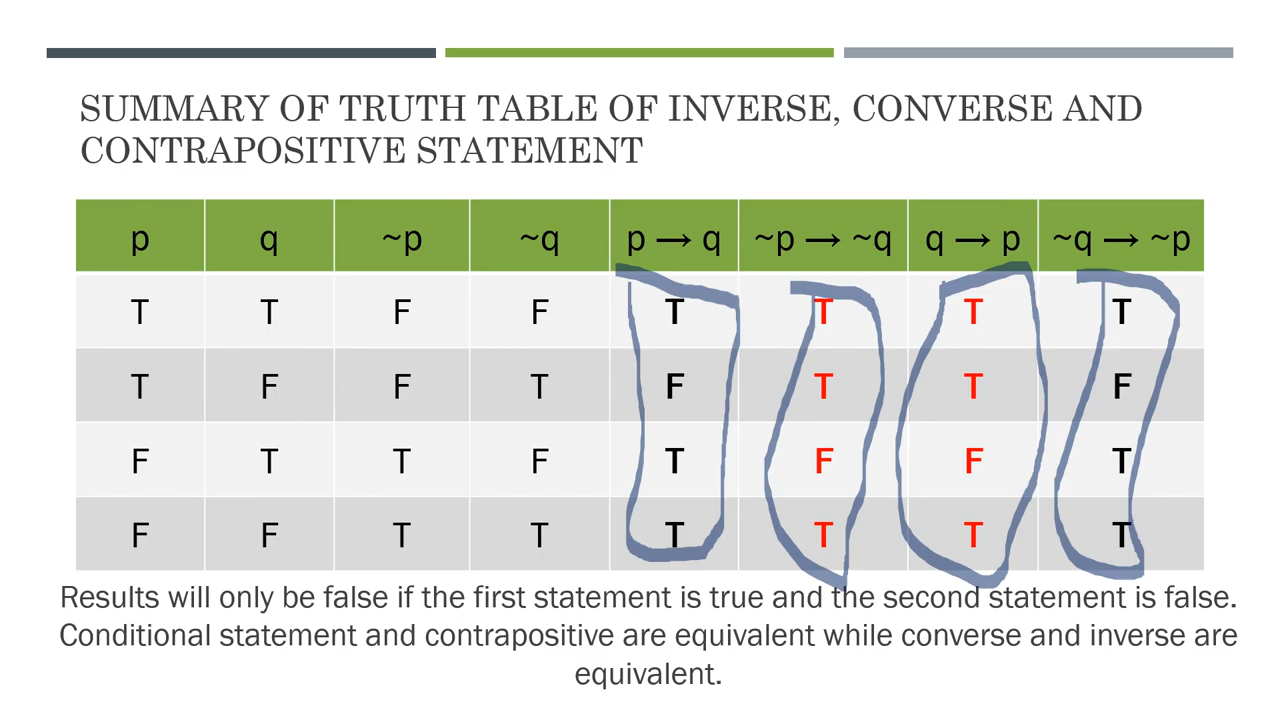 SUMMARY OF TRUTH TABLE OF INVERSE, CONVERSE AND
CONTRAPOSITIVE STATEMENT
p q ~p ~q p → q ~p → ~q q → p ~q → ~p
T T F F T T T T
T F F T F T T F
F T T F T F F T
F F T T T T T T
Results will only be false if the first statement is true and the second statement is false.
Conditional statement and contrapositive are equivalent while converse and inverse are
equivalent.